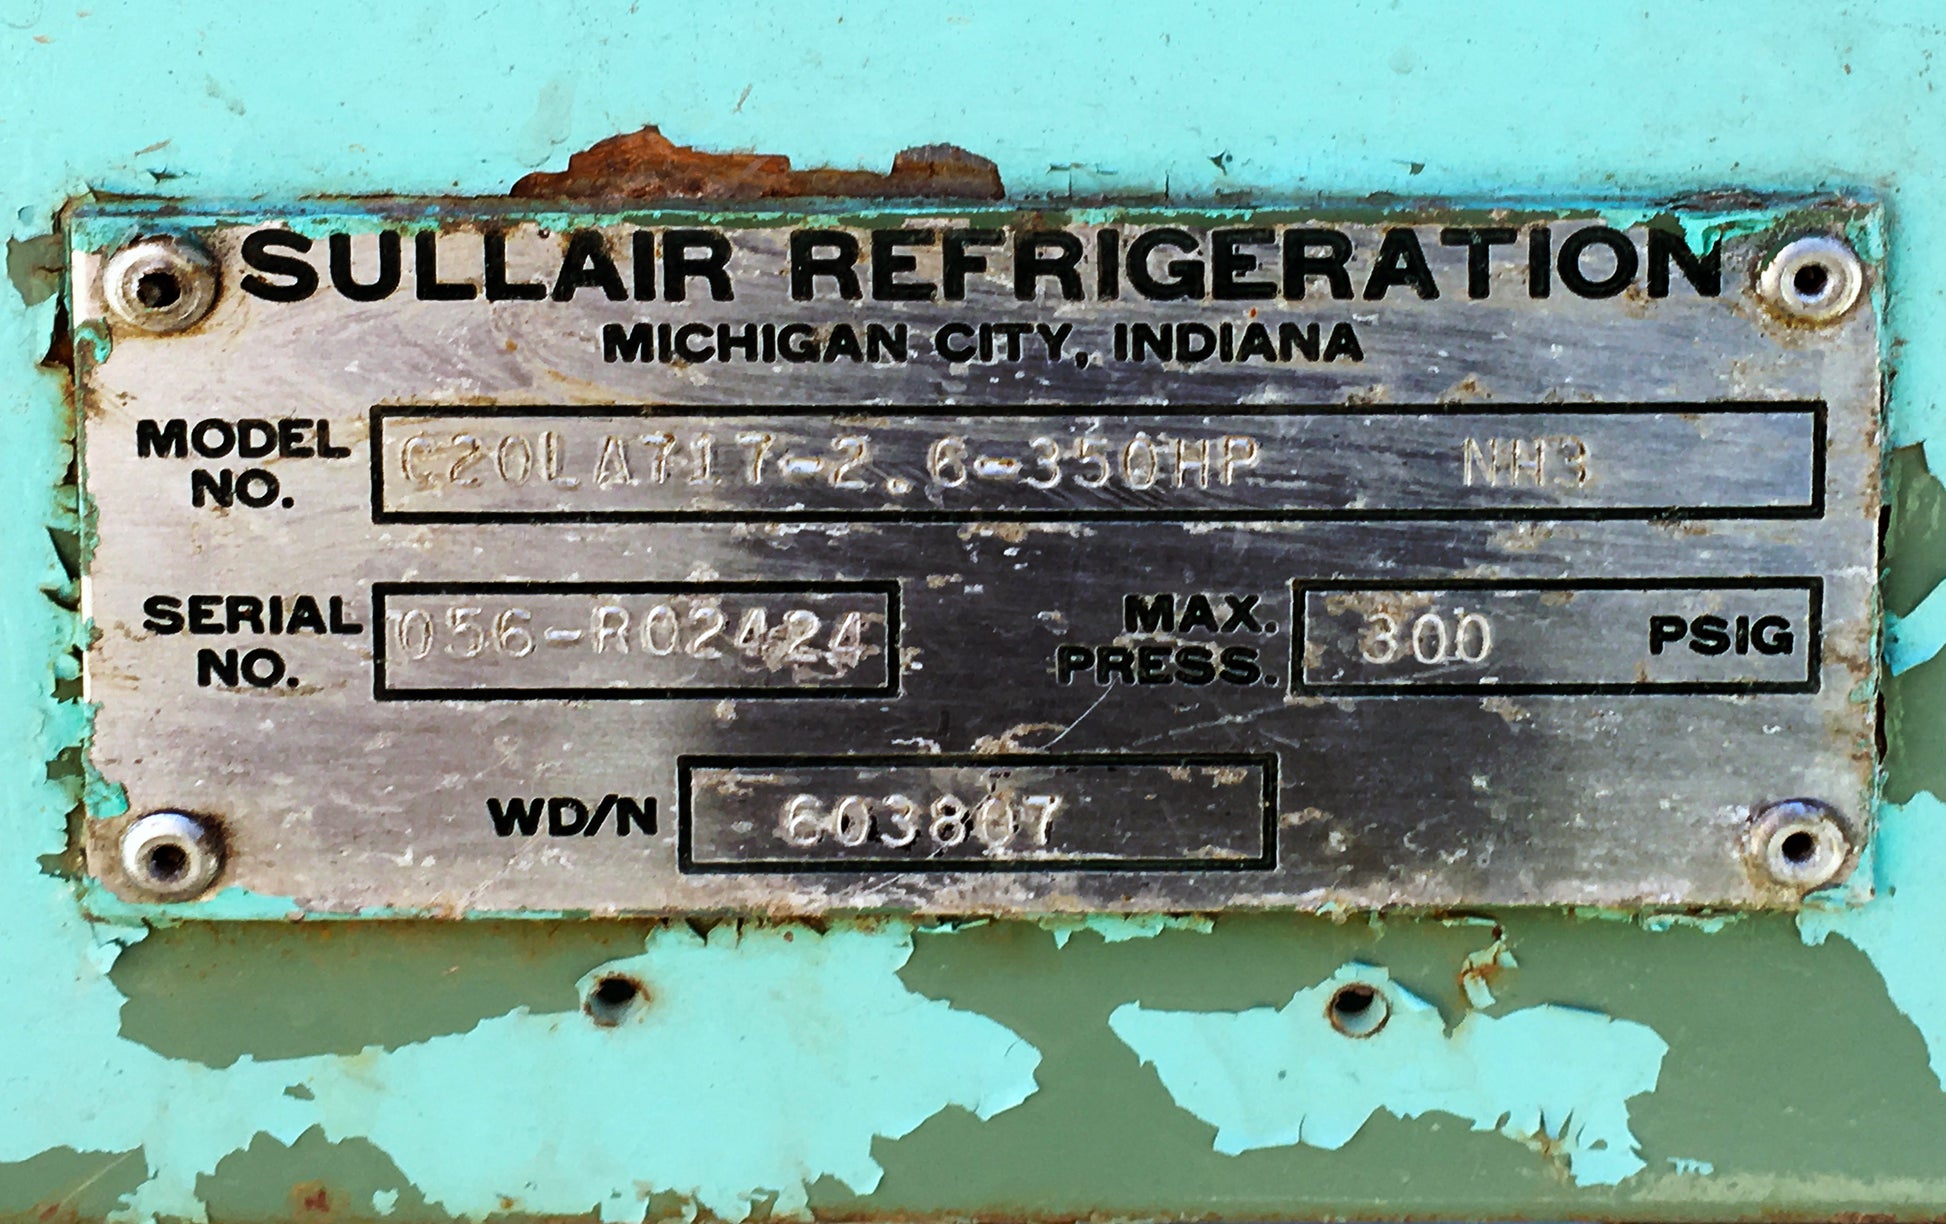 SULLAIR REFRIGERATION
MICHIGAN CITY, INDIANA
MODEL NO. C20LA717-2.6-350HP NH3
SERIAL NO. 056-R02424 MAX. PRESS. 300 PSIG
WD/N 603807